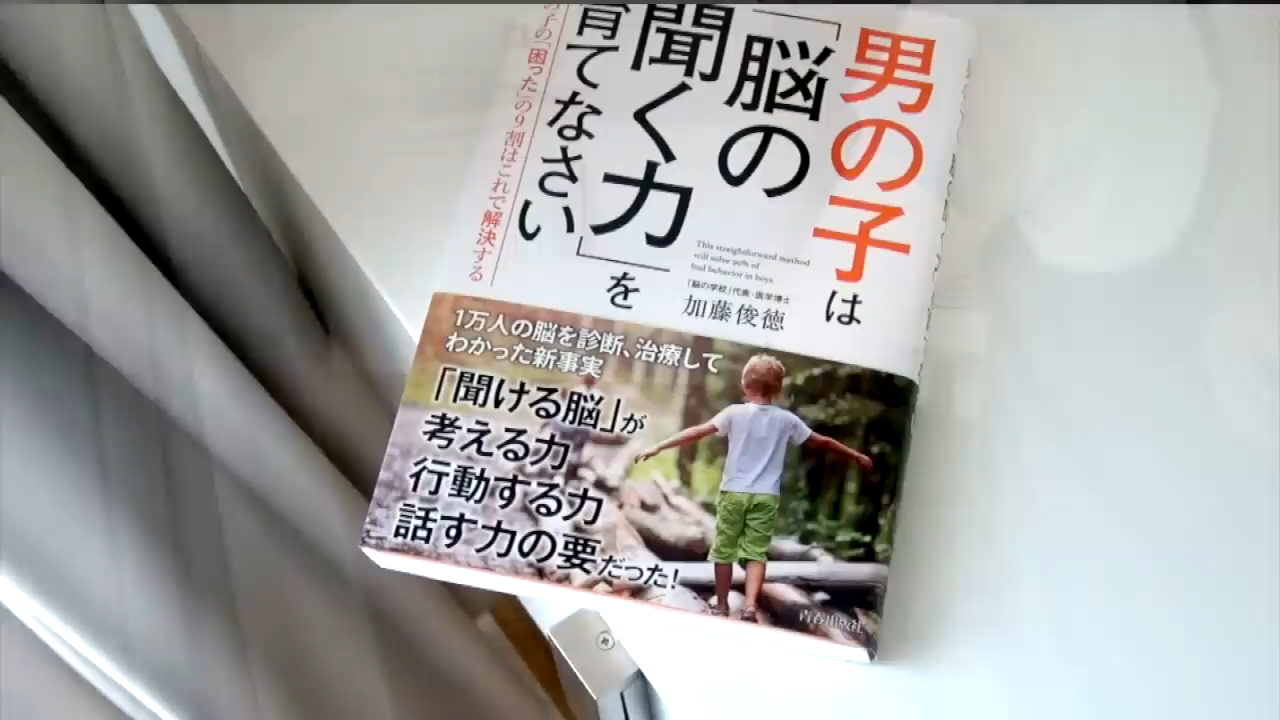 男の子は
「脳の
聞く力」を
育てなさい
の子の「困った」の9割はこれで解決する
This straightforward method
will solve 90% of
bad behavior in boys
「脳の学校」代表・医学博士
加藤俊徳
1万人の脳を診断、治療して
わかった新事実
「聞ける脳」が
考える力
行動する力
話す力の要だった!
青春出版社